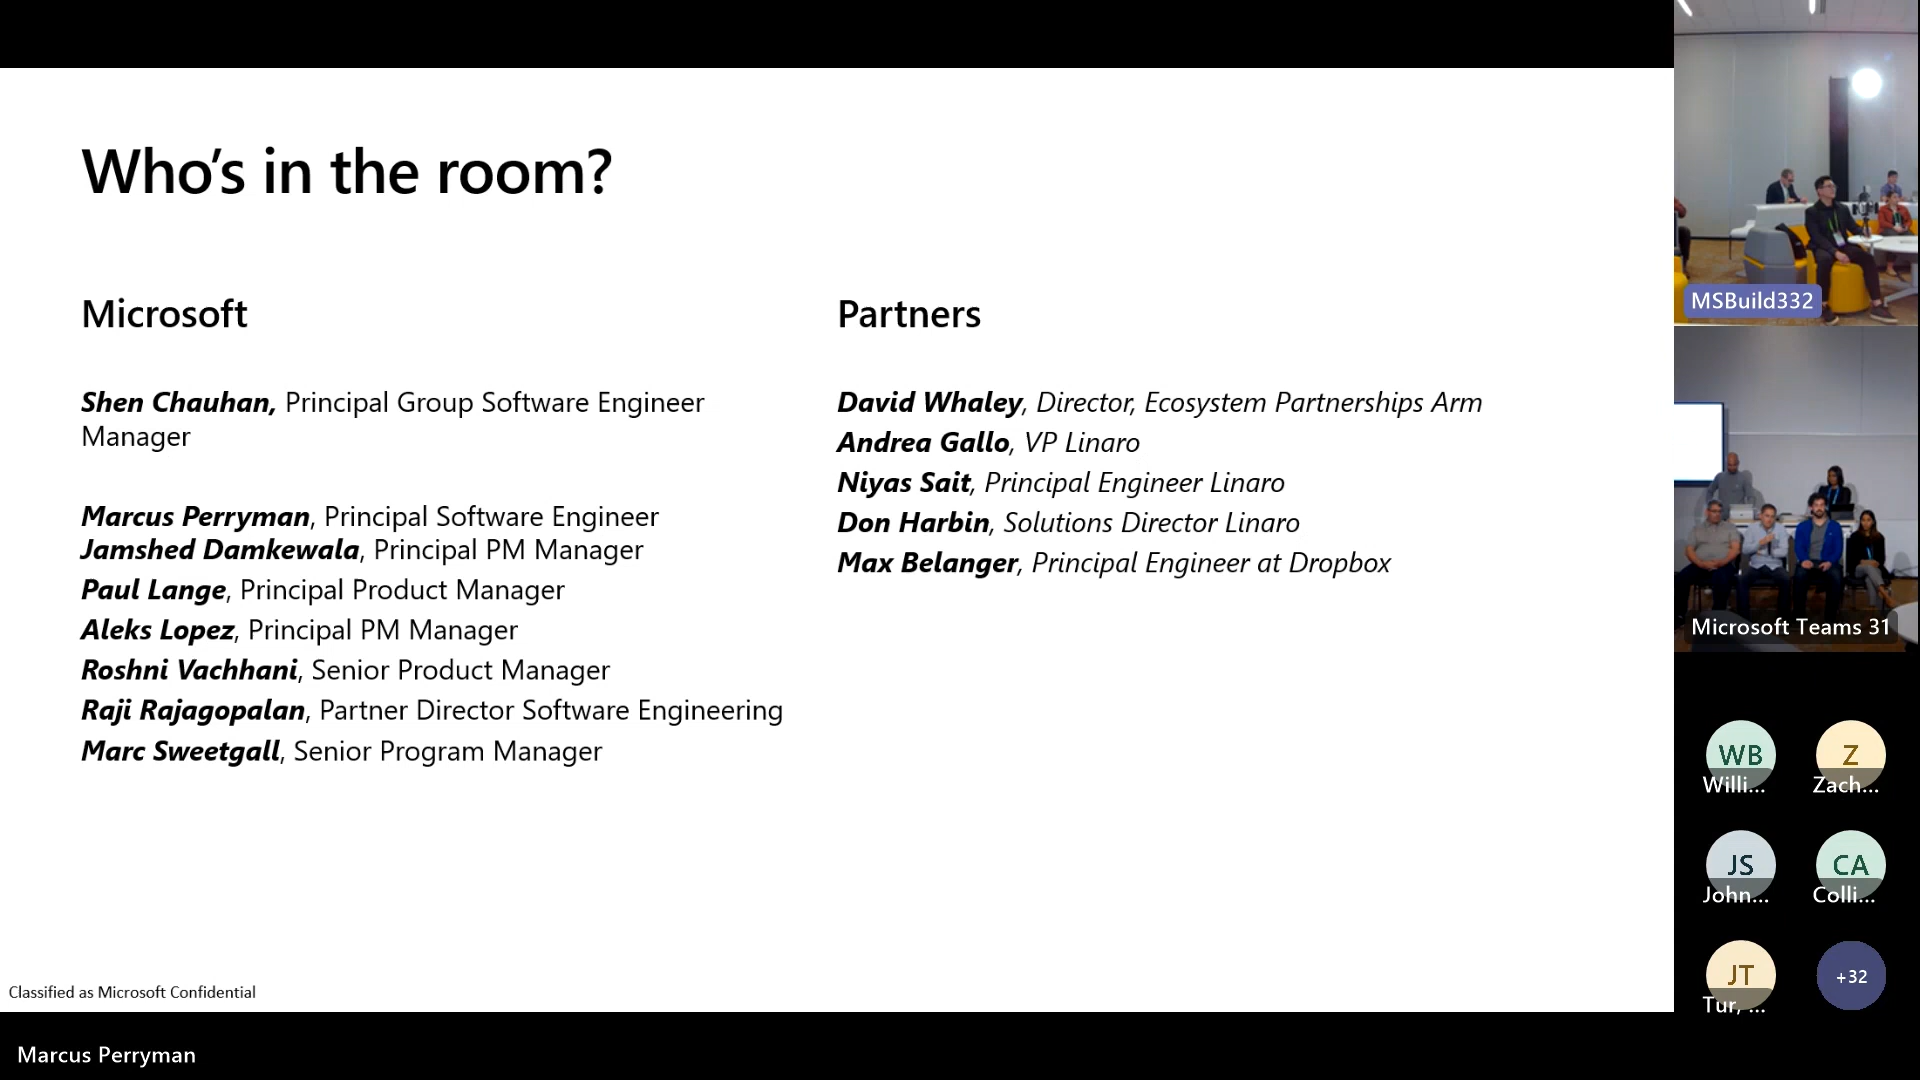 Who's in the room?
Microsoft
Shen Chauhan, Principal Group Software Engineer
Manager
Marcus Perryman, Principal Software Engineer
Jamshed Damkewala, Principal PM Manager
Paul Lange, Principal Product Manager
Aleks Lopez, Principal PM Manager
Roshni Vachhani, Senior Product Manager
Raji Rajagopalan, Partner Director Software Engineering
Marc Sweetgall, Senior Program Manager
Partners
David Whaley, Director, Ecosystem Partnerships Arm
Andrea Gallo, VP Linaro
Niyas Sait, Principal Engineer Linaro
Don Harbin, Solutions Director Linaro
Max Belanger, Principal Engineer at Dropbox
Classified as Microsoft Confidential
Marcus Perryman
MSBuild332
Microsoft Teams 31
WB
Willi...
Z
Zach...
JS
John...
CA
Colli...
JT
Tur, ...
+32